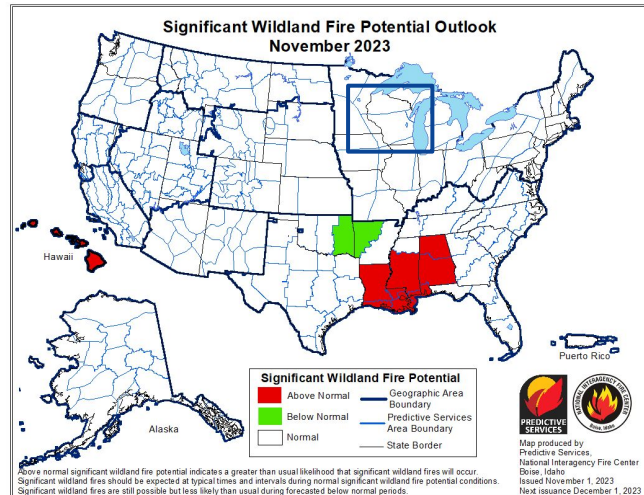 Significant Wildland Fire Potential Outlook
November 2023
Hawaii
Alaska
Puerto Rico
Significant Wildland Fire Potential
Above Normal
Below Normal
Normal
Geographic Area
Boundary
Predictive Services
Area Boundary
State Border
PREDICTIVE
SERVICES
NATIONAL INTERAGENCY FIRE CENTER
Boise, Idaho
Map produced by
Predictive Services,
National Interagency Fire Center
Boise, Idaho
Issued November 1, 2023
Next issuance December 1, 2023
Above normal significant wildland fire potential indicates a greater than usual likelihood that significant wildland fires will occur.
Significant wildland fires should be expected at typical times and intervals during normal significant wildland fire potential conditions.
Significant wildland fires are still possible but less likely than usual during forecasted below normal periods.